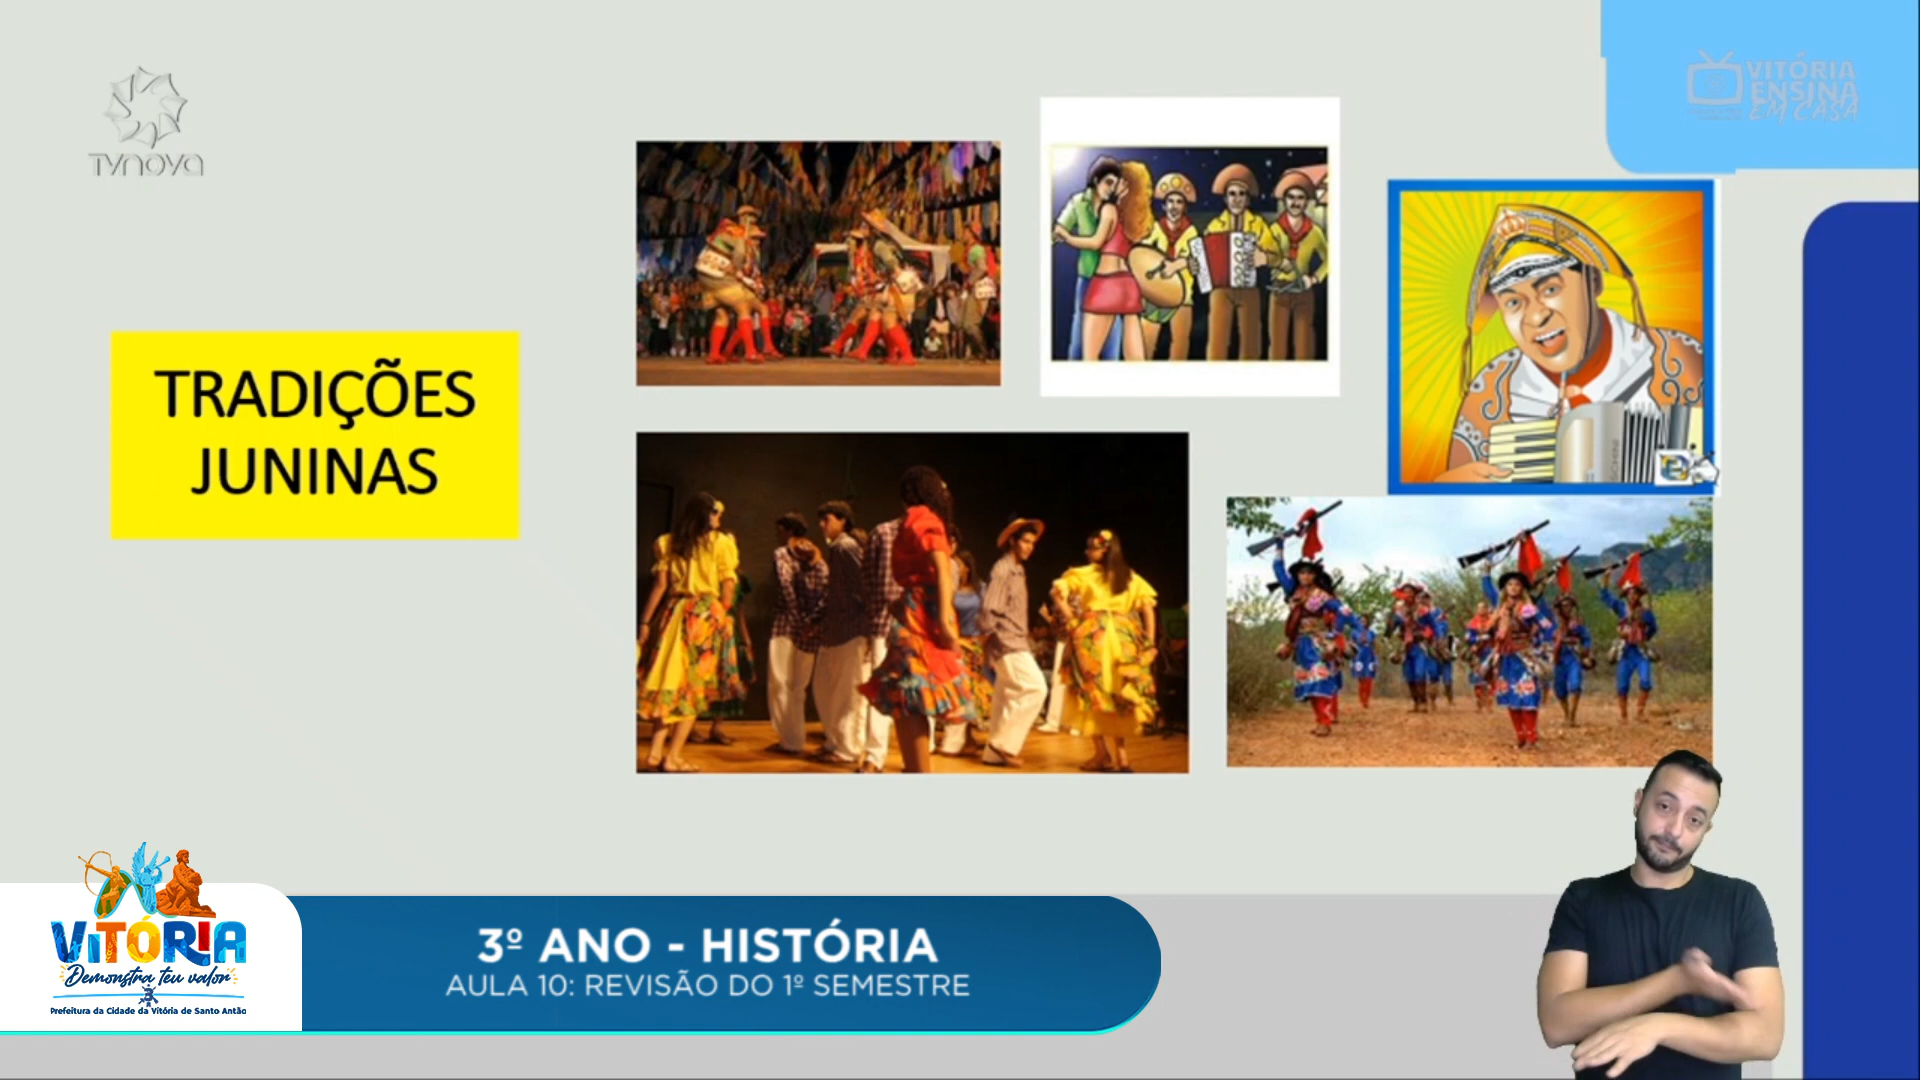 TVNOVA
VITÓRIA
ENSINA
EM CASA
TRADIÇÕES
JUNINAS
VITÓRIA
Demonstra teu valor
Prefeitura da Cidade da Vitória de Santo Antão
3º ANO - HISTÓRIA
AULA 10: REVISÃO DO 1º SEMESTRE